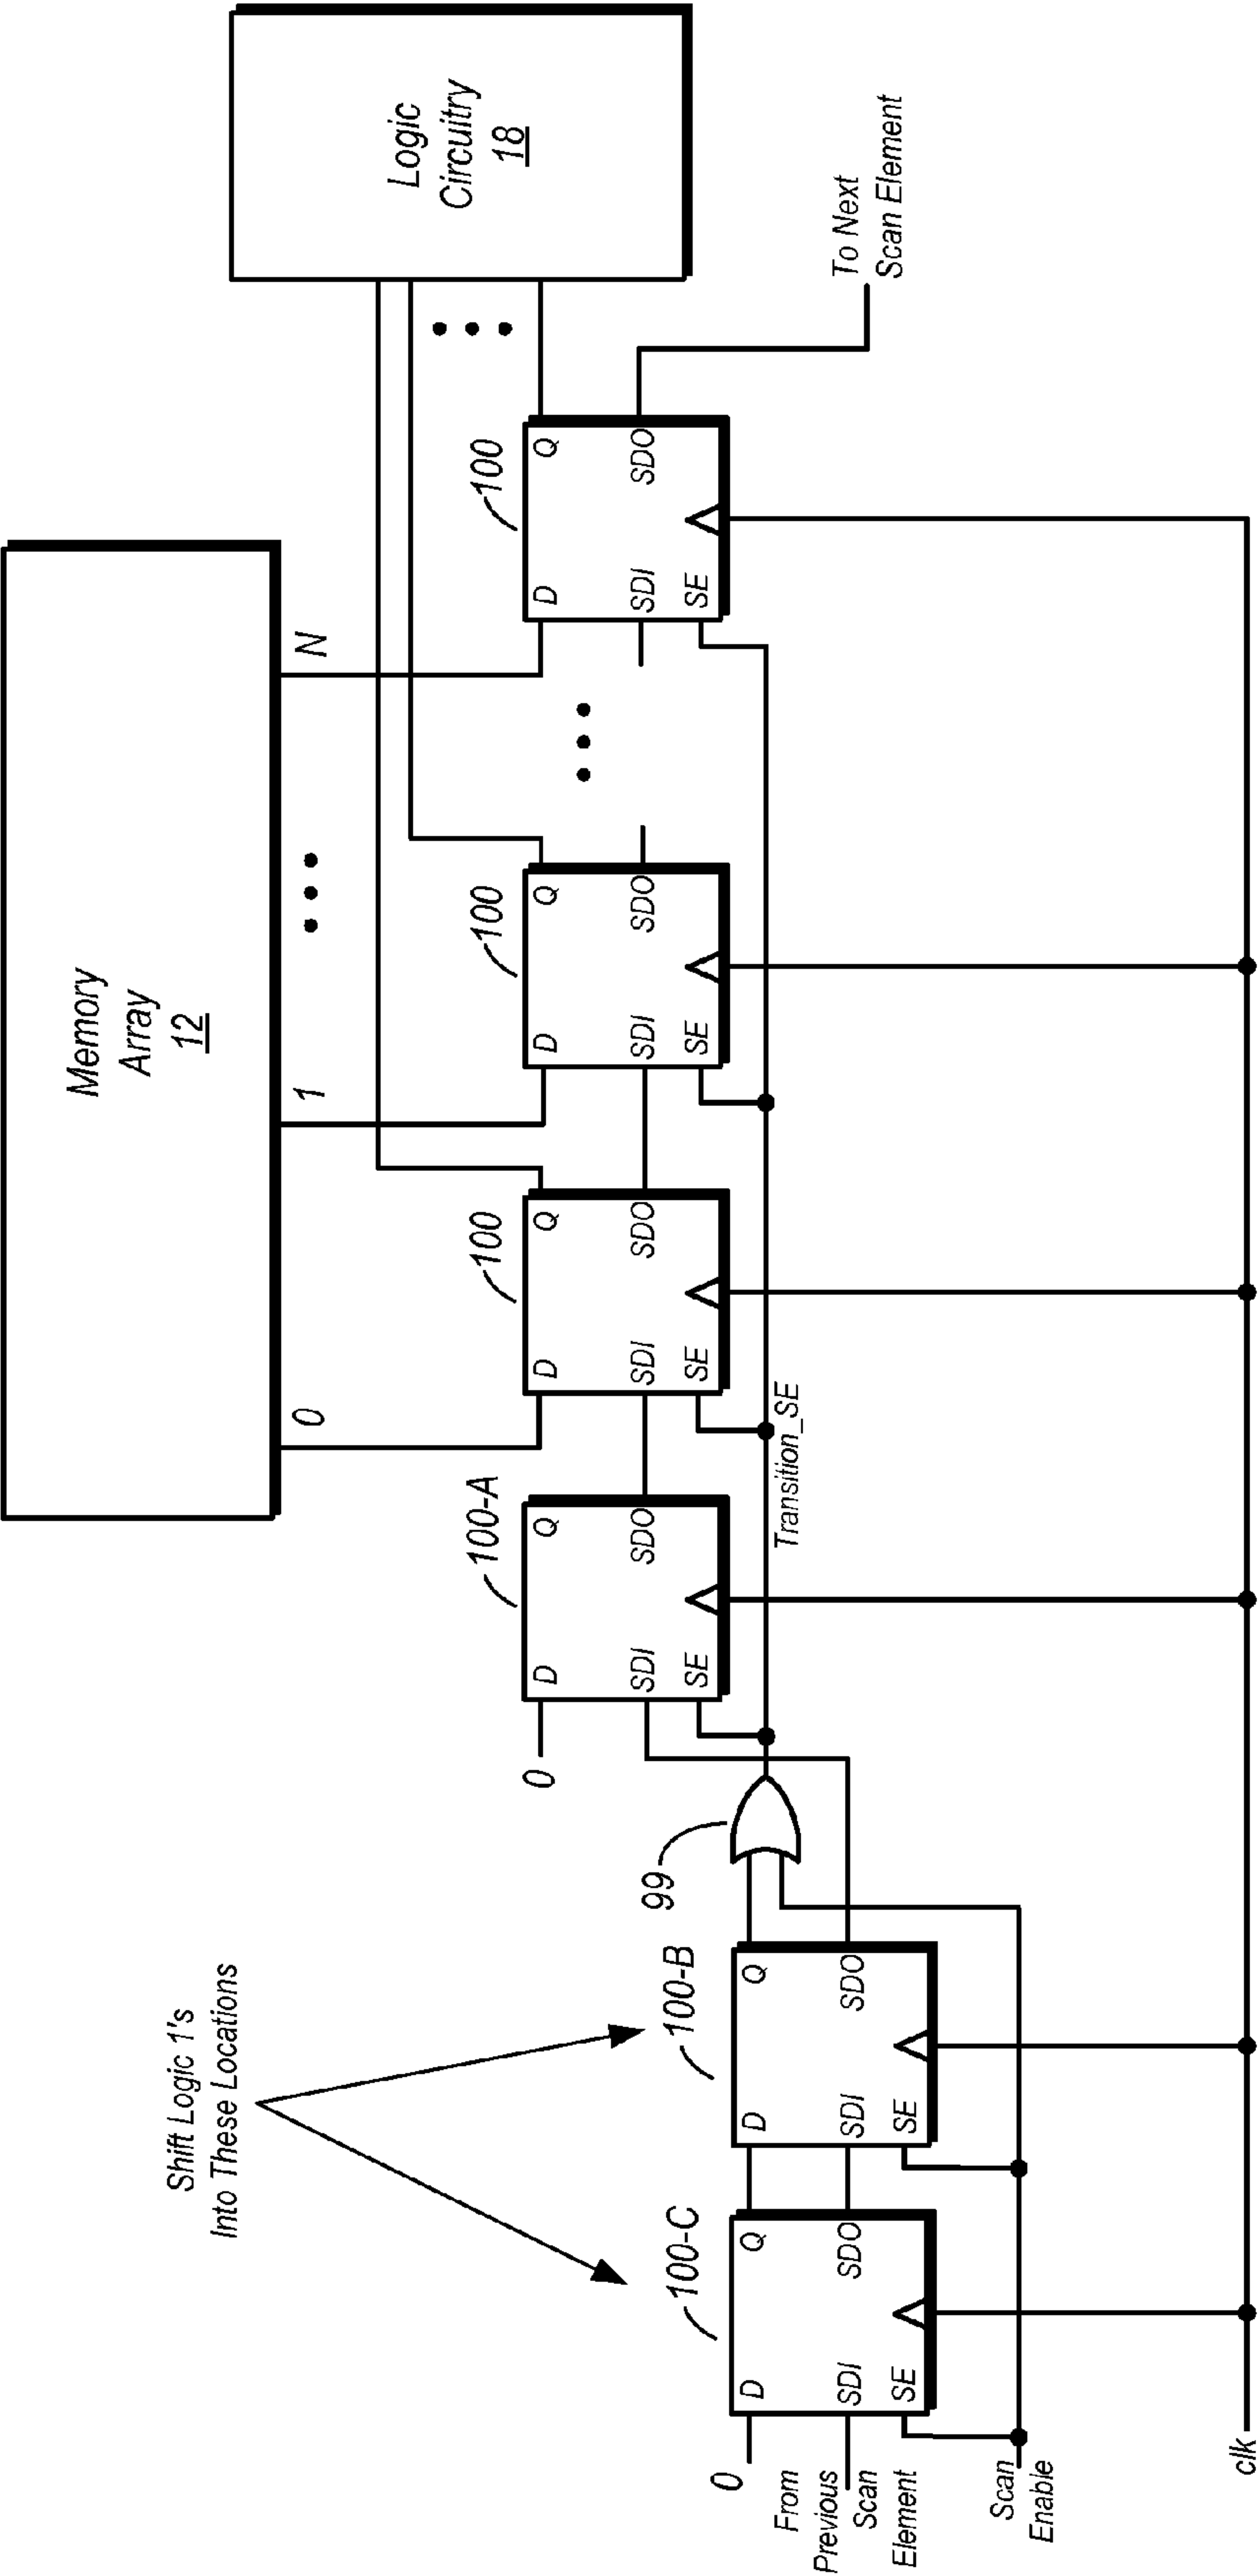 Memory
Array
12
Logic
Circuitry
18
0
1
N
Shift Logic 1's
Into These Locations
100-C
D
Q
SDI
SDO
SE
100-B
D
Q
SDI
SDO
SE
99
100-A
D
Q
SDI
SDO
SE
100
D
Q
SDI
SDO
SE
100
D
Q
SDI
SDO
SE
100
D
Q
SDI
SDO
SE
0
0
From
Previous
Scan
Element
Scan
Enable
Transition_SE
To Next
Scan Element
clk